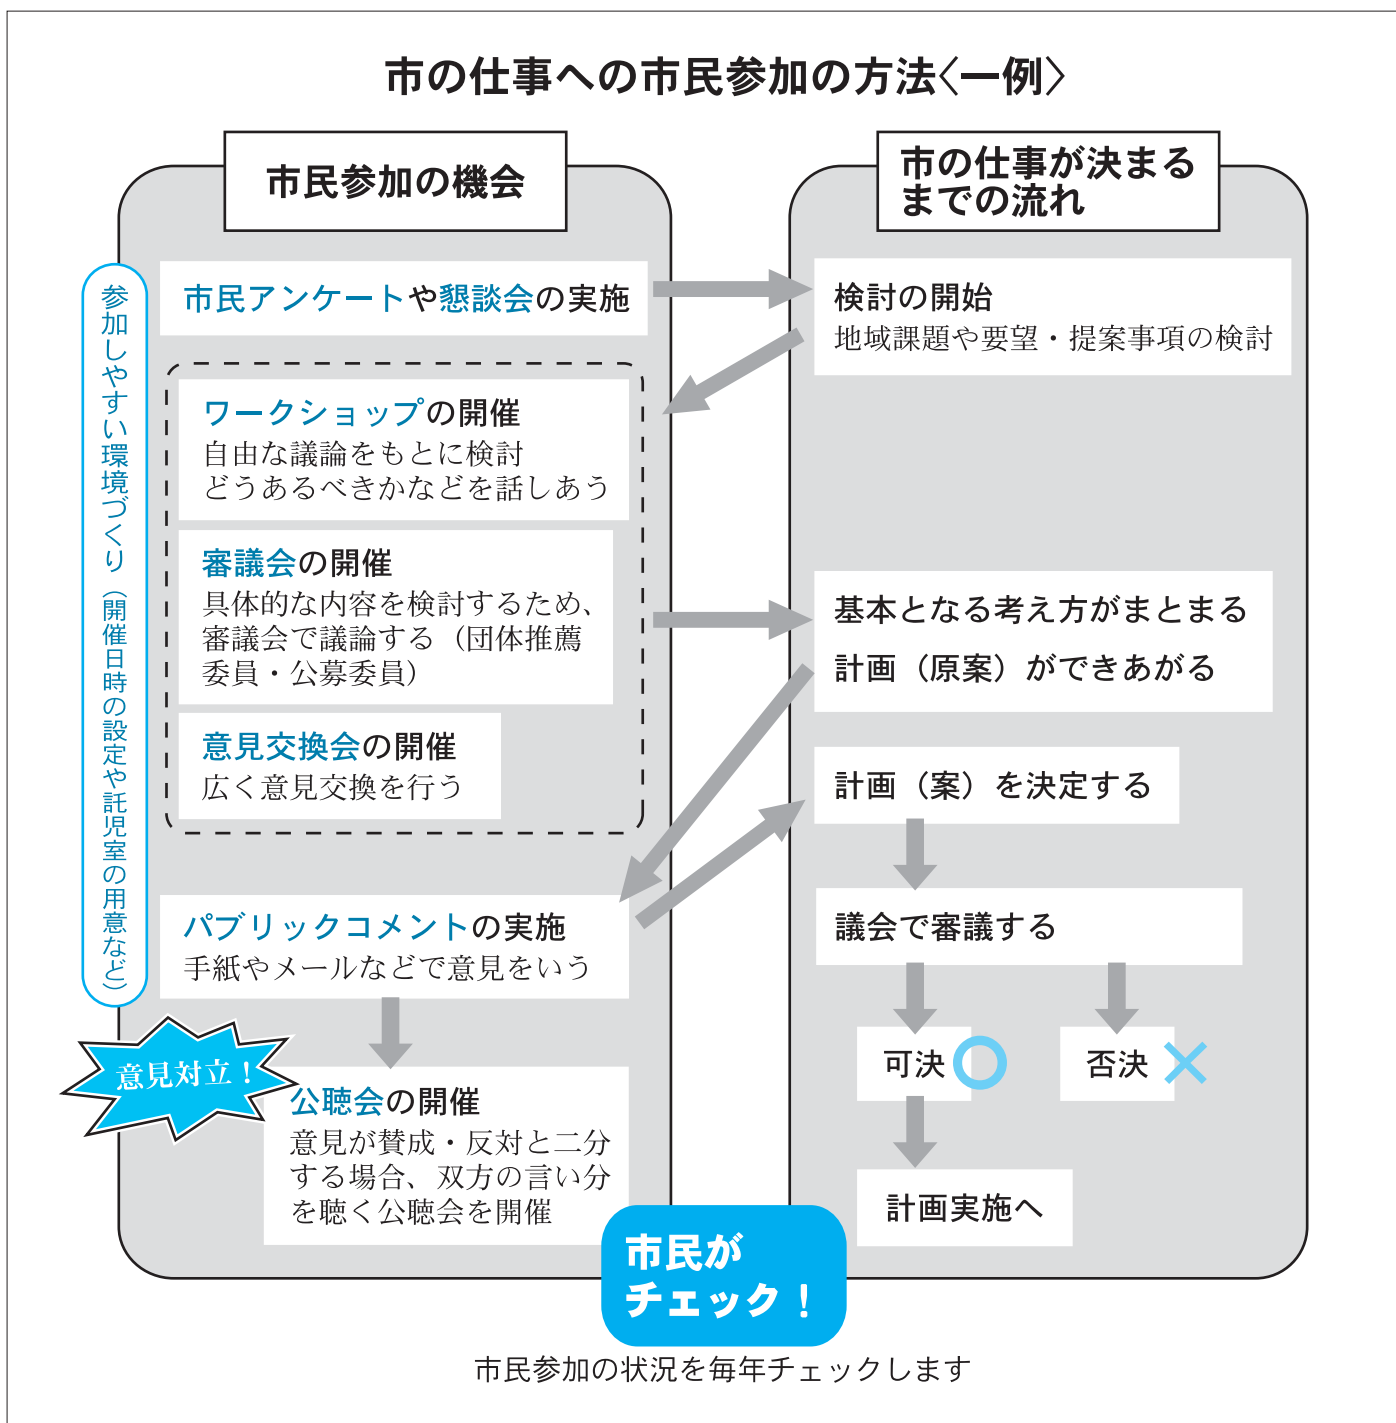 市の仕事への市民参加の方法〈一例〉
市民参加の機会
参加しやすい環境づくり（開催日時の設定や託児室の用意など）
市民アンケートや懇談会の実施
ワークショップの開催
自由な議論をもとに検討
どうあるべきかなどを話しあう
審議会の開催
具体的な内容を検討するため、
審議会で議論する（団体推薦
委員・公募委員）
意見交換会の開催
広く意見交換を行う
パブリックコメントの実施
手紙やメールなどで意見をいう
意見対立！
公聴会の開催
意見が賛成・反対と二分
する場合、双方の言い分
を聴く公聴会を開催
市の仕事が決まる
までの流れ
検討の開始
地域課題や要望・提案事項の検討
基本となる考え方がまとまる
計画（原案）ができあがる
計画（案）を決定する
議会で審議する
可決
否決
計画実施へ
市民が
チェック！
市民参加の状況を毎年チェックします